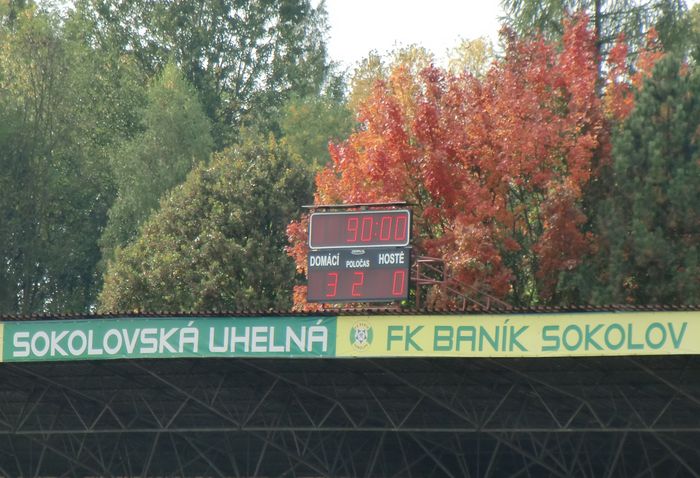 90:00
DOMÁCÍ POLOČAS HOSTÉ
3 2 0
SOKOLOVSKÁ UHELNÁ FK BANÍK SOKOLOV